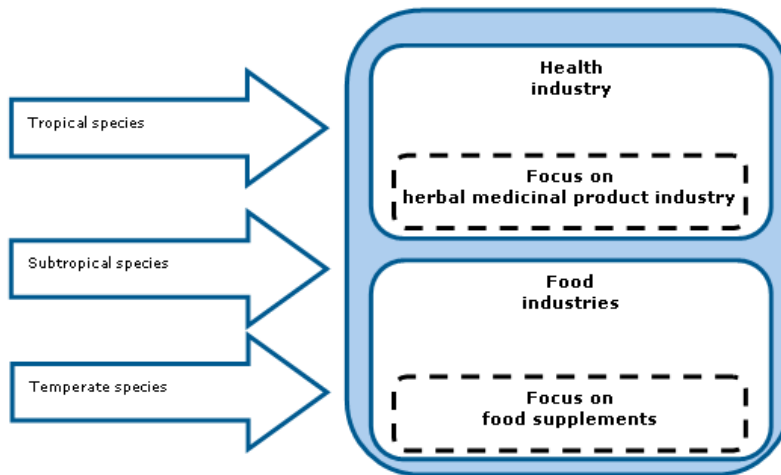 Tropical species
Subtropical species
Temperate species
Health
industry
Focus on
herbal medicinal product industry
Food
industries
Focus on
food supplements